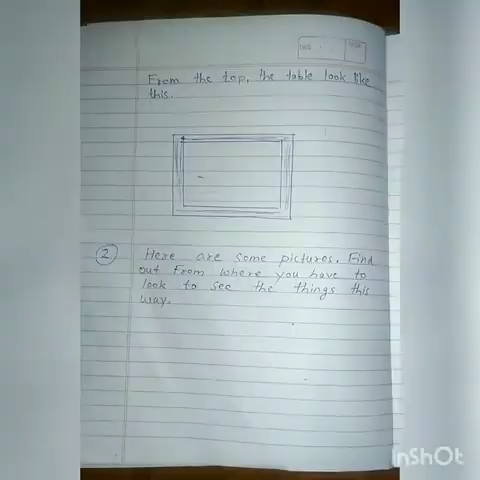 From the top, the table look like
this.
2 Here are some pictures. Find
out from where you have to
look to see the things this
way.
InShOt